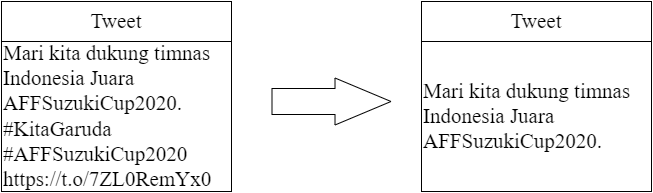 Tweet
Mari kita dukung timnas
Indonesia Juara
AFFSuzukiCup2020.
#KitaGaruda
#AFFSuzukiCup2020
https://t.o/7ZL0RemYx0
Tweet
Mari kita dukung timnas
Indonesia Juara
AFFSuzukiCup2020.